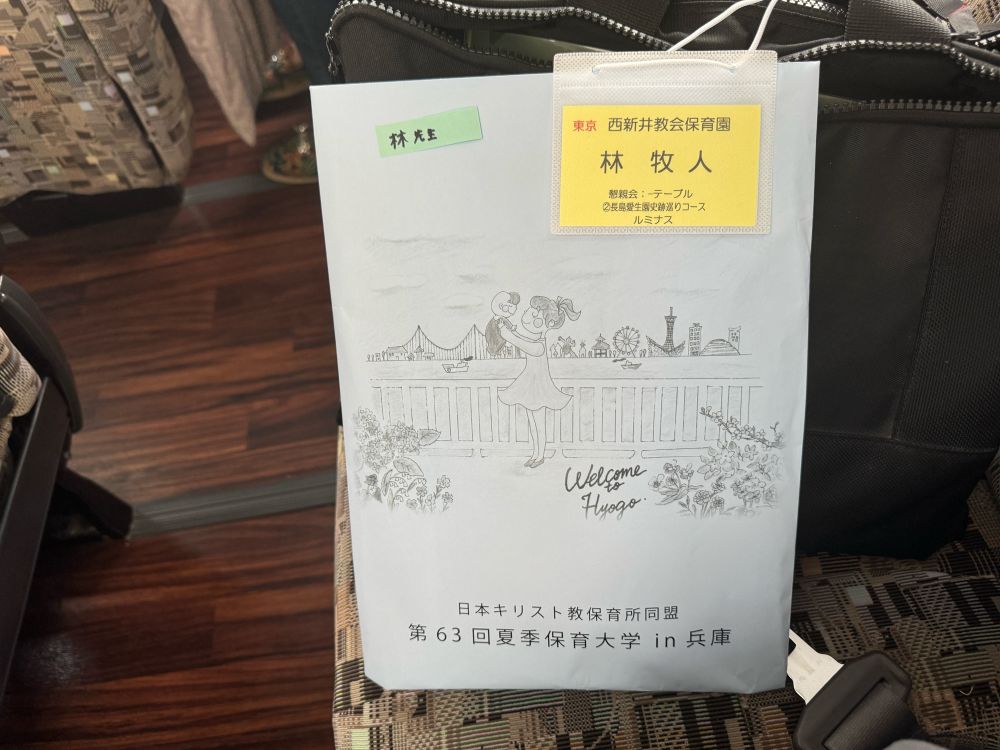 林先生
東京 西新井教会保育園
林 牧人
懇親会：-テーブル
②長島愛生園史跡巡りコース
ルミナス
Welcome
to
Hyogo.
日本キリスト教保育所同盟
第63回夏季保育大学 in 兵庫